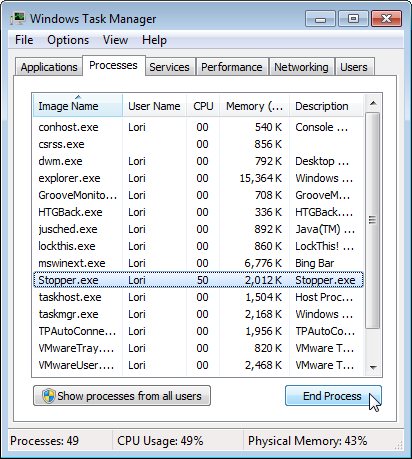 Windows Task Manager
File Options View Help
Applications Processes Services Performance Networking Users
Image Name User Name CPU Memory (... Description
conhost.exe Lori 00 540 K Console ...
csrss.exe 00 856 K
dwm.exe Lori 00 792 K Desktop ...
explorer.exe Lori 00 15,364 K Windows ...
GrooveMonito... Lori 00 708 K GrooveM...
HTGBack.exe Lori 00 336 K HTGBack.exe
jusched.exe Lori 00 892 K Java(TM) ...
lockthis.exe Lori 00 860 K LockThis! ...
mswinext.exe Lori 00 6,776 K Bing Bar
Stopper.exe Lori 50 2,012 K Stopper.exe
taskhost.exe Lori 00 1,504 K Host Proc...
taskmgr.exe Lori 00 2,168 K Windows ...
TPAutoConne... Lori 00 1,956 K TPAutoCo...
VMwareTray.... Lori 00 820 K VMware T...
VMwareUser.... Lori 00 2,468 K VMware T...
Show processes from all users End Process
Processes: 49 CPU Usage: 49% Physical Memory: 43%